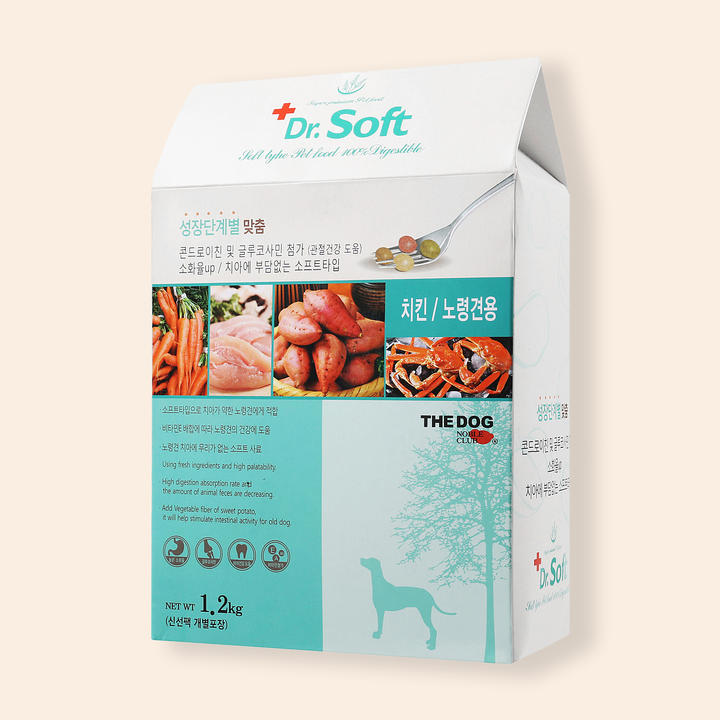 Super premium Pet food
Dr. Soft
Soft tyhe Pet food 100% Digestible
성장단계별 맞춤
콘드로이친 및 글루코사민 첨가 (관절건강 도움)
소화율up / 치아에 부담없는 소프트타입
치킨 / 노령견용
· 소프트타입으로 치아가 약한 노령견에게 적합
· 비타민E 배합에 따라 노령견의 건강에 도움
· 노령견 치아에 무리가 없는 소프트 사료
· Using fresh ingredients and high palatability.
· High digestion absorption rate and
the amount of animal feces are decreasing.
· Add Vegetable fiber of sweet potato,
it will help stimulate intestinal activity for old dog.
THE DOG
NOBLE
CLUB ®
NET WT 1.2kg
(신선팩 개별포장)
성장단계별 맞춤
콘드로이친 및 글루코사민
소화율up
치아에 부담없는 소프트
Dr. Soft